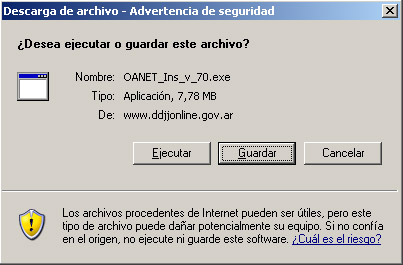 Descarga de archivo - Advertencia de seguridad
¿Desea ejecutar o guardar este archivo?
Nombre: OANET_Ins_v_70.exe
Tipo: Aplicación, 7,78 MB
De: www.ddjjonline.gov.ar
Ejecutar Guardar Cancelar
Los archivos procedentes de Internet pueden ser útiles, pero este
tipo de archivo puede dañar potencialmente su equipo. Si no confía
en el origen, no ejecute ni guarde este software. ¿Cuál es el riesgo?